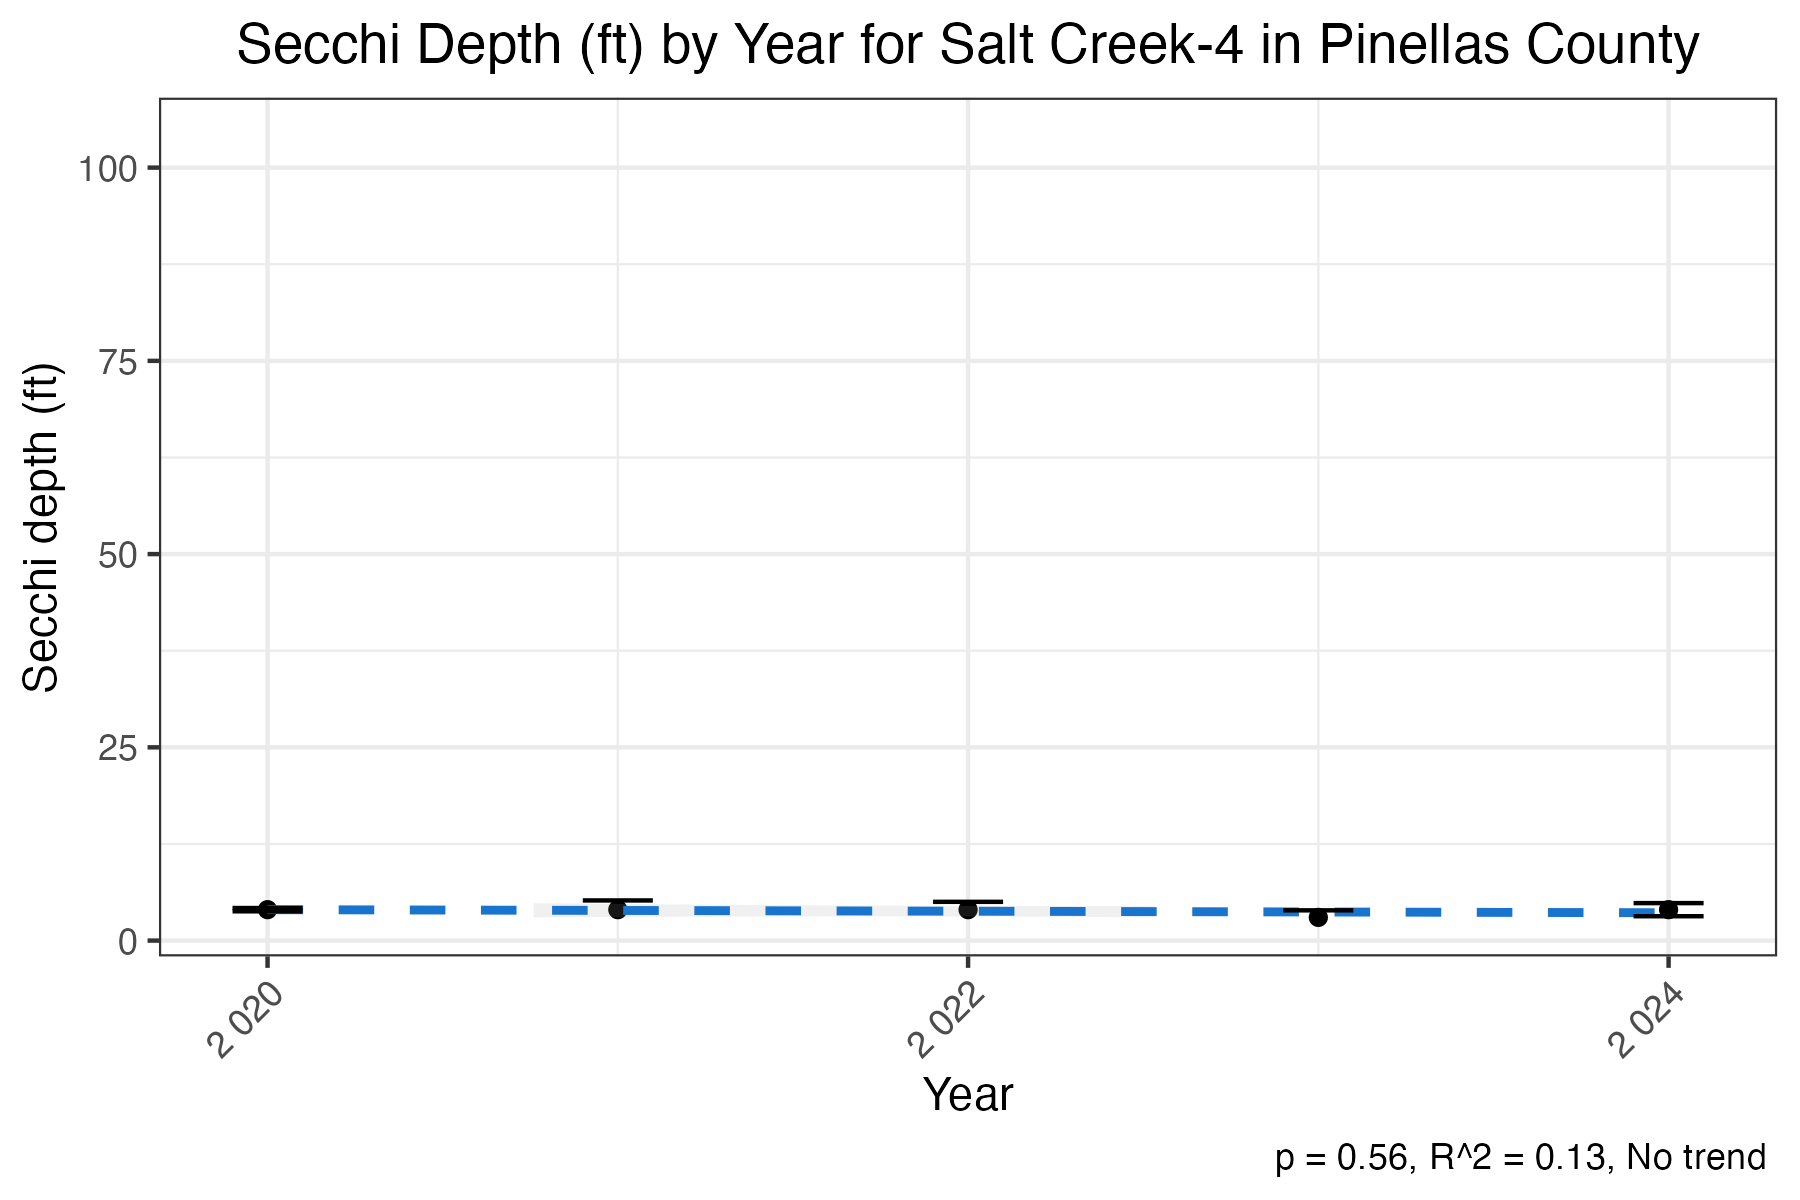 Secchi Depth (ft) by Year for Salt Creek-4 in Pinellas County
Secchi depth (ft)
100
75
50
25
0
2 020
2 022
2 024
Year
p = 0.56, R^2 = 0.13, No trend